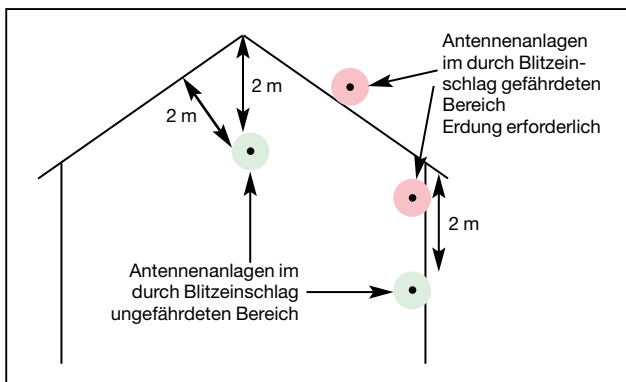 Antennenanlagen
im durch Blitzein-
schlag gefährdeten
Bereich
Erdung erforderlich
2 m
2 m
2 m
Antennenanlagen im
durch Blitzeinschlag
ungefährdeten Bereich